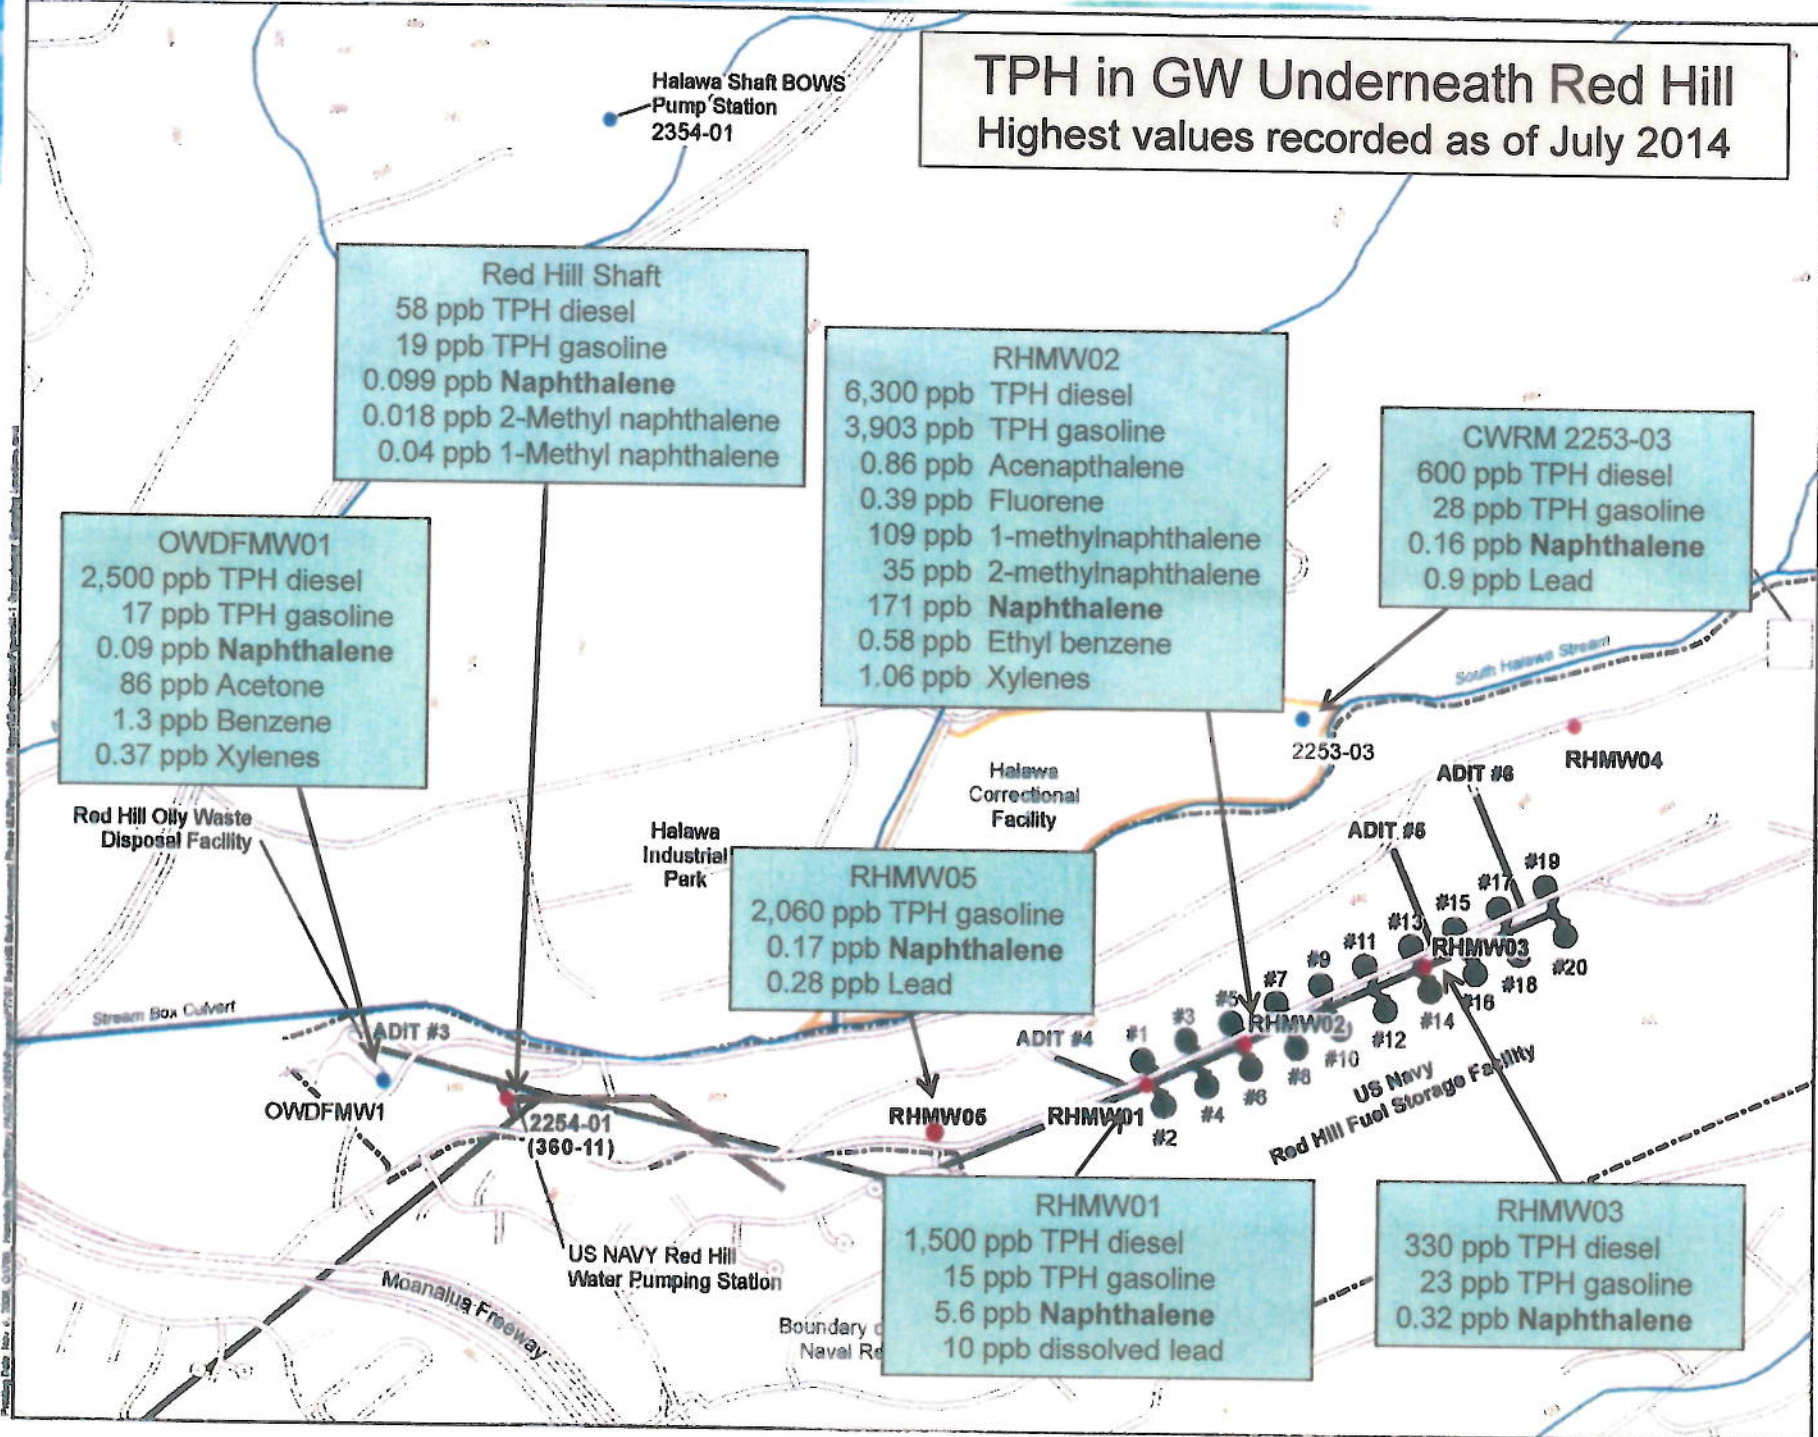 TPH in GW Underneath Red Hill
Highest values recorded as of July 2014
Halawa Shaft BOWS
Pump Station
2354-01
Red Hill Shaft
58 ppb TPH diesel
19 ppb TPH gasoline
0.099 ppb Naphthalene
0.018 ppb 2-Methyl naphthalene
0.04 ppb 1-Methyl naphthalene
RHMW02
6,300 ppb TPH diesel
3,903 ppb TPH gasoline
0.86 ppb Acenapthalene
0.39 ppb Fluorene
109 ppb 1-methylnaphthalene
35 ppb 2-methylnaphthalene
171 ppb Naphthalene
0.58 ppb Ethyl benzene
1.06 ppb Xylenes
CWRM 2253-03
600 ppb TPH diesel
28 ppb TPH gasoline
0.16 ppb Naphthalene
0.9 ppb Lead
OWDFMW01
2,500 ppb TPH diesel
17 ppb TPH gasoline
0.09 ppb Naphthalene
86 ppb Acetone
1.3 ppb Benzene
0.37 ppb Xylenes
South Halawa Stream
2253-03
RHMW04
Red Hill Oily Waste
Disposal Facility
Halawa
Industrial
Park
Halawa
Correctional
Facility
ADIT #6
ADIT #5
RHMW05
2,060 ppb TPH gasoline
0.17 ppb Naphthalene
0.28 ppb Lead
#19
#17
#15
#13
#11
#9
#7
#5
#3
#1
RHMW03
RHMW02
#20
#18
#16
#14
#12
#10
#8
#6
#4
#2
Stream Box Culvert
ADIT #3
ADIT #4
OWDFMW1
2254-01
(360-11)
RHMW05
RHMW01
US Navy
Red Hill Fuel Storage Facility
US NAVY Red Hill
Water Pumping Station
Moanalua Freeway
Boundary
Naval
RHMW01
1,500 ppb TPH diesel
15 ppb TPH gasoline
5.6 ppb Naphthalene
10 ppb dissolved lead
RHMW03
330 ppb TPH diesel
23 ppb TPH gasoline
0.32 ppb Naphthalene